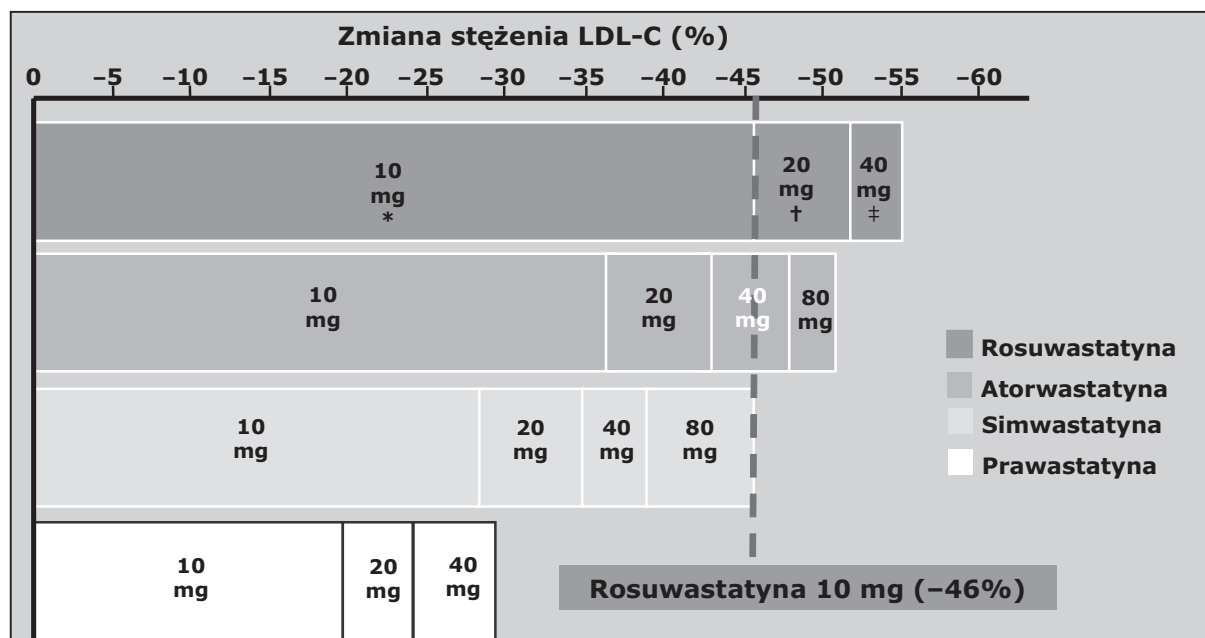 Zmiana stężenia LDL-C (%)
0 –5 –10 –15 –20 –25 –30 –35 –40 –45 –50 –55 –60
10
mg
*
20
mg
†
40
mg
‡
10
mg
20
mg
40
mg
80
mg
10
mg
20
mg
40
mg
80
mg
10
mg
20
mg
40
mg
Rosuwastatyna
Atorwastatyna
Simwastatyna
Prawastatyna
Rosuwastatyna 10 mg (–46%)